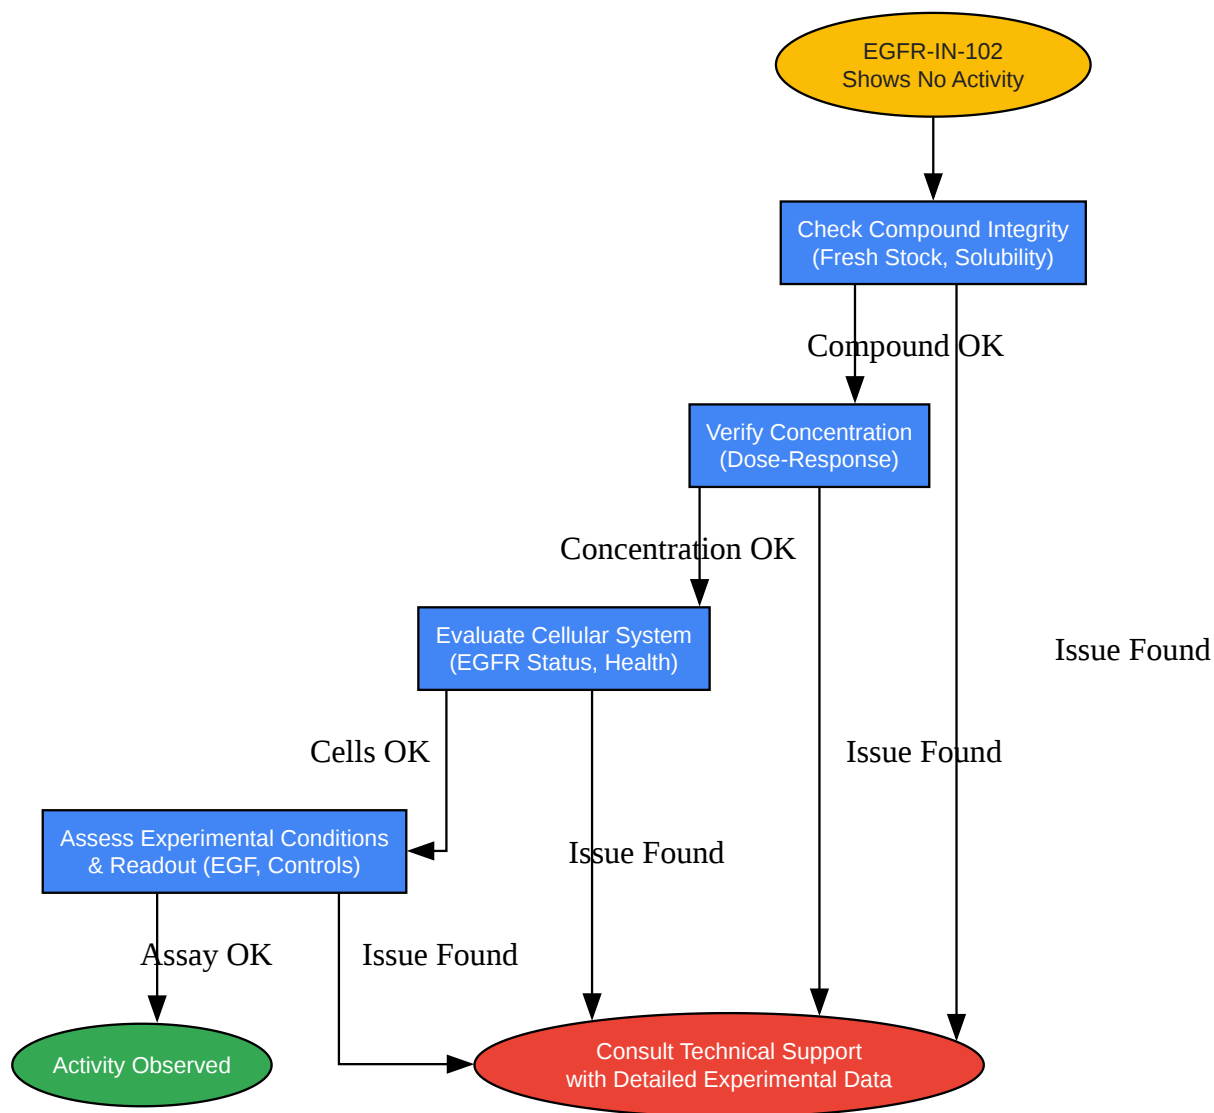 EGFR-IN-102
Shows No Activity
Check Compound Integrity
(Fresh Stock, Solubility)
Compound OK
Verify Concentration
(Dose-Response)
Concentration OK
Evaluate Cellular System
(EGFR Status, Health)
Issue Found
Cells OK
Issue Found
Assess Experimental Conditions
& Readout (EGF, Controls)
Issue Found
Assay OK
Issue Found
Activity Observed
Consult Technical Support
with Detailed Experimental Data